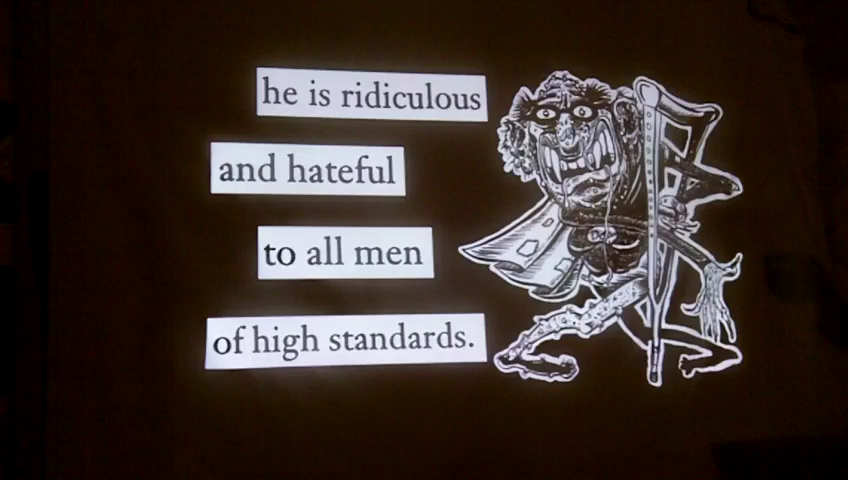 he is ridiculous
and hateful
to all men
of high standards.